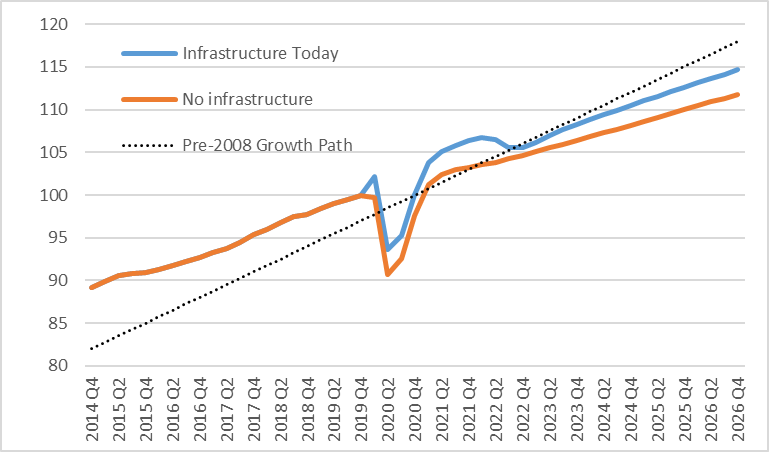 120
115
110
105
100
95
90
85
80
Infrastructure Today
No infrastructure
Pre-2008 Growth Path
2014 Q4
2015 Q2
2015 Q4
2016 Q2
2016 Q4
2017 Q2
2017 Q4
2018 Q2
2018 Q4
2019 Q2
2019 Q4
2020 Q2
2020 Q4
2021 Q2
2021 Q4
2022 Q2
2022 Q4
2023 Q2
2023 Q4
2024 Q2
2024 Q4
2025 Q2
2025 Q4
2026 Q2
2026 Q4